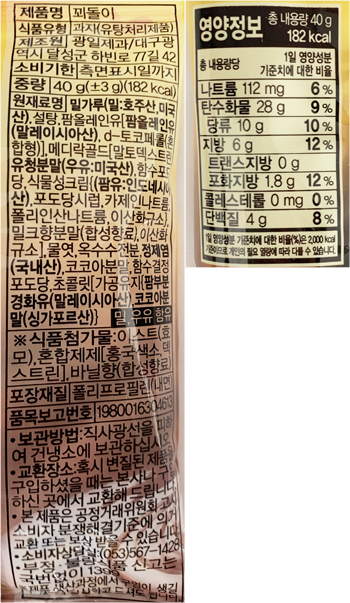 제품명 꾀돌이
식품유형 과자(유탕처리제품)
제조원 광일제과/대구광
역시 달성군 하빈로 77길 42
소비기한 측면표시일까지
중량 40 g(±3 g)(182 kcal)
원재료명 밀가루(밀:호주산,미국
산),설탕,팜올레인유(팜올레인유
(말레이시아산), d-토코페롤(혼
합형)),메디락골드[말토덱스트린
유청분말(우유:미국산),함수포도
당,식물성크림{(팜유:인도네시아
산),포도당시럽,카제인나트륨,
폴리인산나트륨,이산화규소},
밀크향분말(합성향료),이산화
규소],물엿,옥수수전분,정제염
(국내산),코코아분말,함수결정
포도당,초콜릿{가공유지(팜부분
경화유(말레이시아산),코코아분
말(싱가포르산)} 밀,우유 함유
※식품첨가물:이스트(효
모),혼합제제[홍국색소,덱
스트린],바닐향(합성향료)
포장재질 폴리프로필렌(내면)
품목보고번호 19800163046
•보관방법:직사광선을 피하
여 건냉소에 보관하십시오
•교환장소:혹시 변질된 제품을
구입하셨을 때는 본사나 구입
하신 곳에서 교환해 드립니다
•본 제품은 공정거래위원회 고시
소비자 분쟁해결기준에 의거
교환 또는 보상 받을 수 있습니다
•소비자상담실:(053)567-1428
•부정·불량식품 신고는
국번없이 1399
영양정보 총 내용량 40 g
182 kcal
총 내용량당 1일 영양성분 기준치에 대한 비율
나트륨 112 mg 6 %
탄수화물 28 g 9 %
당류 10 g 10 %
지방 6 g 12 %
트랜스지방 0 g
포화지방 1.8 g 12 %
콜레스테롤 0 mg 0 %
단백질 4 g 8 %
1일 영양성분 기준치에 대한 비율(%)은 2,000 kcal
기준이므로 개인의 필요 열량에 따라 다를 수 있습니다.